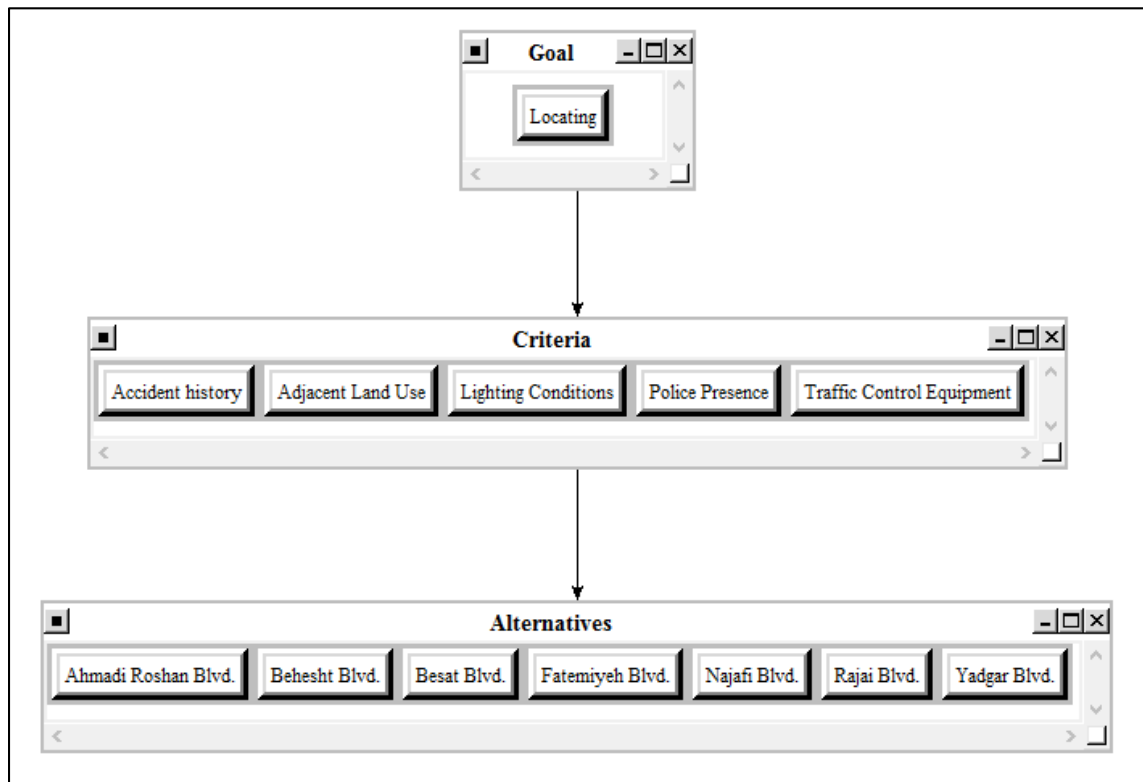 Goal
Locating
Criteria
Accident history Adjacent Land Use Lighting Conditions Police Presence Traffic Control Equipment
Alternatives
Ahmadi Roshan Blvd. Behesht Blvd. Besat Blvd. Fatemiyeh Blvd. Najafi Blvd. Rajai Blvd. Yadgar Blvd.